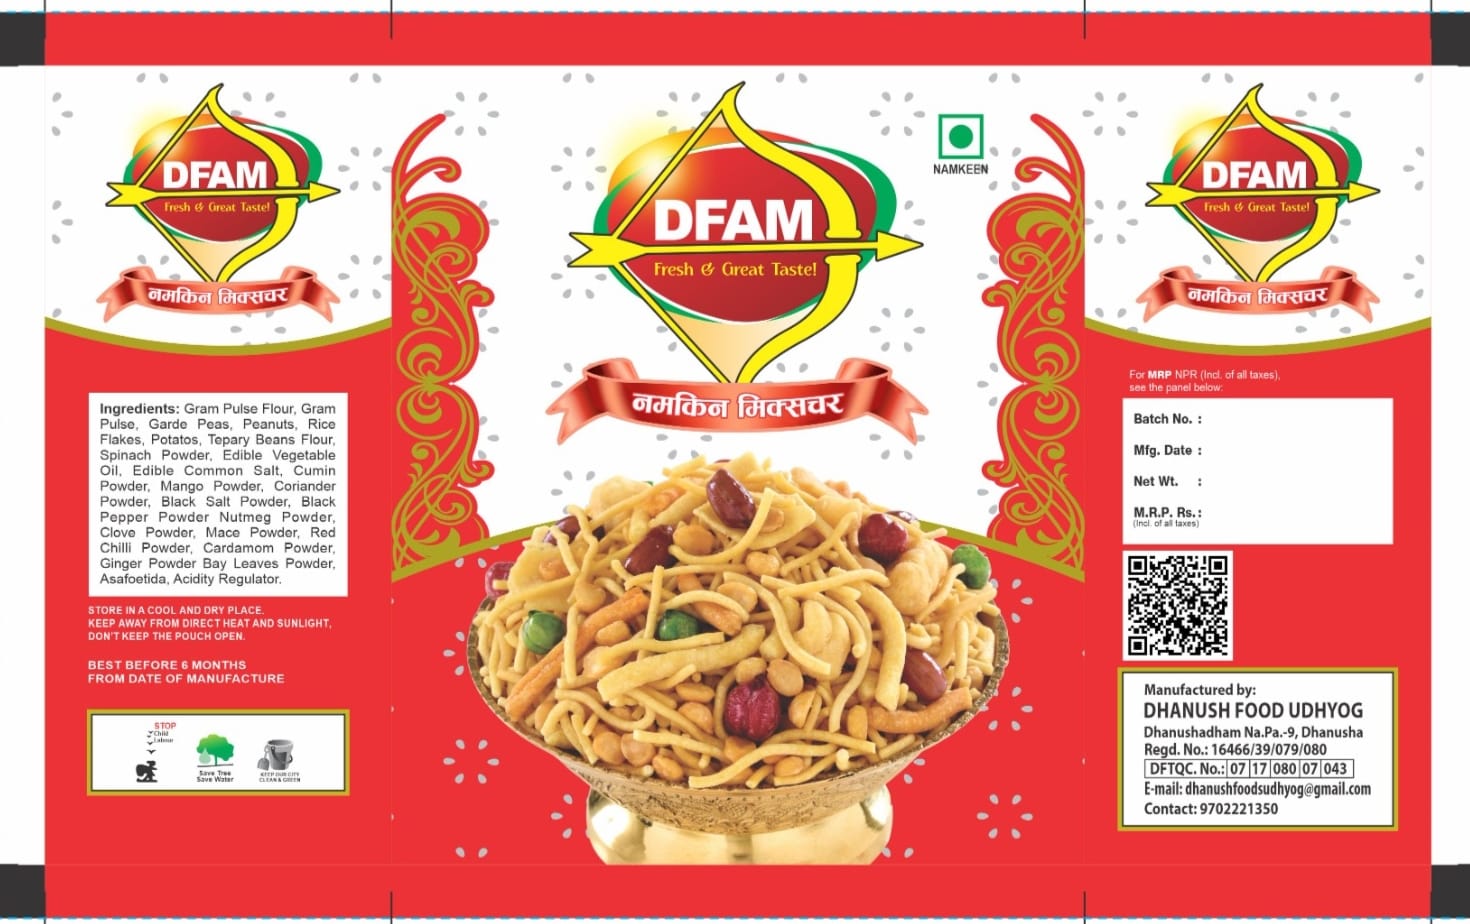 DFAM
Fresh & Great Taste!
नमकिन मिक्सचर
Ingredients: Gram Pulse Flour, Gram
Pulse, Garde Peas, Peanuts, Rice
Flakes, Potatos, Tepary Beans Flour,
Spinach Powder, Edible Vegetable
Oil, Edible Common Salt, Cumin
Powder, Mango Powder, Coriander
Powder, Black Salt Powder, Black
Pepper Powder Nutmeg Powder,
Clove Powder, Mace Powder, Red
Chilli Powder, Cardamom Powder,
Ginger Powder Bay Leaves Powder,
Asafoetida, Acidity Regulator.
STORE IN A COOL AND DRY PLACE.
KEEP AWAY FROM DIRECT HEAT AND SUNLIGHT,
DON'T KEEP THE POUCH OPEN.
BEST BEFORE 6 MONTHS
FROM DATE OF MANUFACTURE
STOP
Child
Labour
Save Tree
Save Water
KEEP OUR CITY
CLEAN & GREEN
DFAM
Fresh & Great Taste!
नमकिन मिक्सचर
NAMKEEN
DFAM
Fresh & Great Taste!
नमकिन मिक्सचर
For MRP NPR (Incl. of all taxes),
see the panel below:
Batch No. :
Mfg. Date :
Net Wt. :
M.R.P. Rs. :
(Incl. of all taxes)
Manufactured by:
DHANUSH FOOD UDHYOG
Dhanushadham Na.Pa.-9, Dhanusha
Regd. No.: 16466/39/079/080
DFTQC. No.: 07 17 080 07 043
E-mail: dhanushfoodsudhyog@gmail.com
Contact: 9702221350